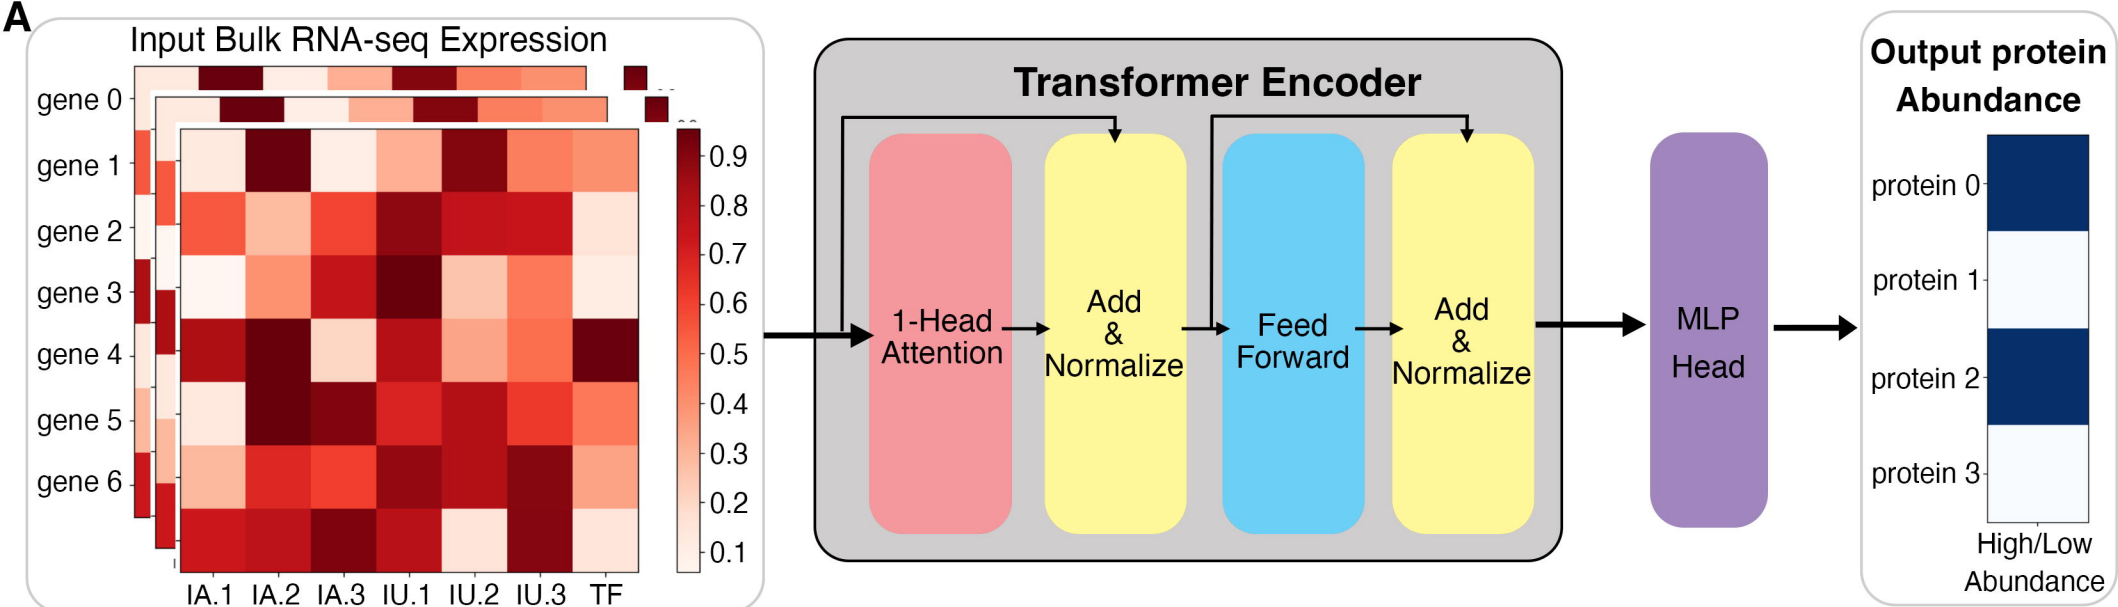 A
Input Bulk RNA-seq Expression
gene 0
gene 1
gene 2
gene 3
gene 4
gene 5
gene 6
0.9
0.8
0.7
0.6
0.5
0.4
0.3
0.2
0.1
IA.1 IA.2 IA.3 IU.1 IU.2 IU.3 TF
Transformer Encoder
1-Head
Attention
Add
&
Normalize
Feed
Forward
Add
&
Normalize
MLP
Head
Output protein
Abundance
protein 0
protein 1
protein 2
protein 3
High/Low
Abundance